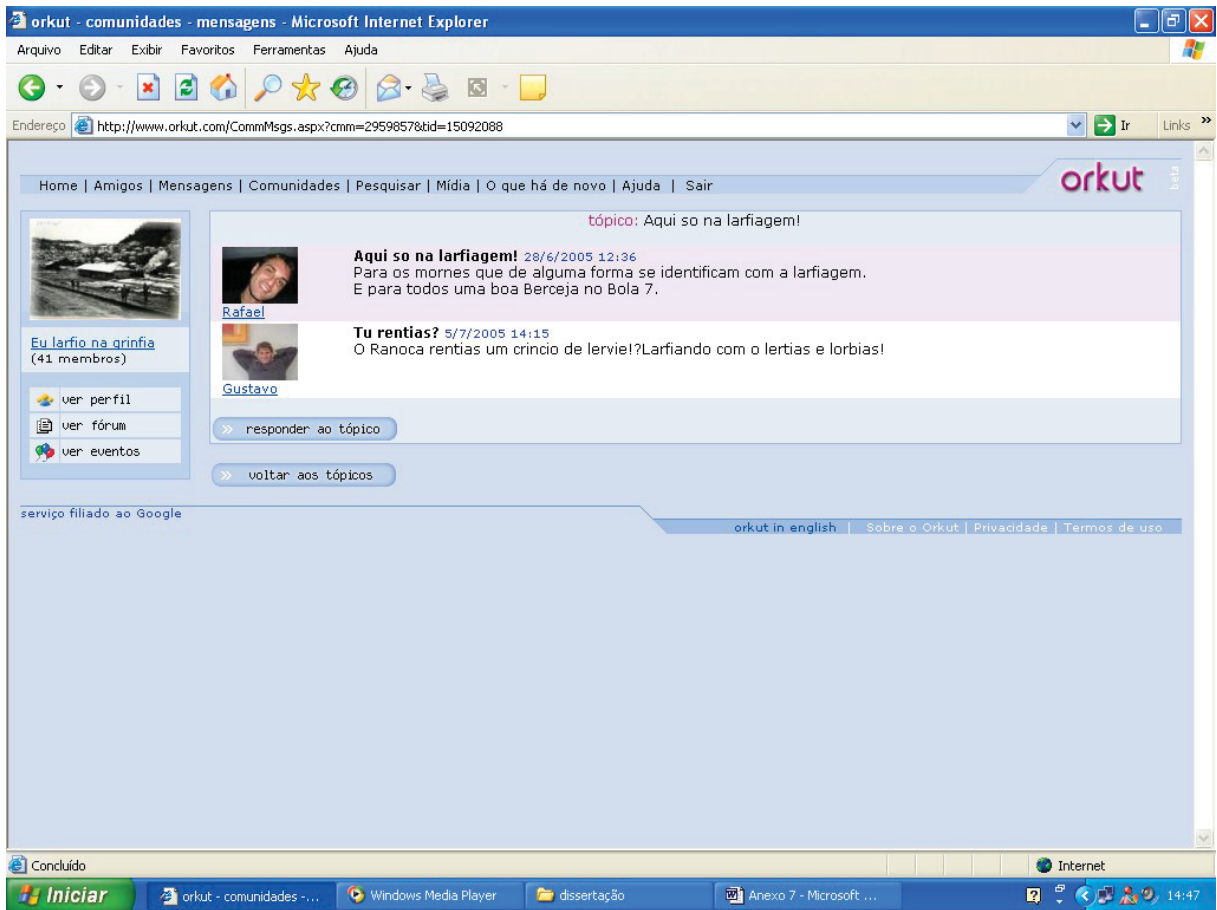 orkut - comunidades - mensagens - Microsoft Internet Explorer
Arquivo Editar Exibir Favoritos Ferramentas Ajuda
Endereço http://www.orkut.com/CommMsgs.aspx?cmm=2959857&tid=15092088 Ir Links »
Home | Amigos | Mensagens | Comunidades | Pesquisar | Mídia | O que há de novo | Ajuda | Sair
orkut beta
tópico: Aqui so na larfiagem!
Aqui so na larfiagem! 28/6/2005 12:36
Para os mornes que de alguma forma se identificam com a larfiagem.
E para todos uma boa Berceja no Bola 7.
Rafael
Eu larfio na grinfia
(41 membros)
Tu rentias? 5/7/2005 14:15
O Ranoca rentias um crincio de lervie!?Larfiando com o lertias e lorbias!
Gustavo
ver perfil
ver fórum
ver eventos
» responder ao tópico
» voltar aos tópicos
serviço filiado ao Google
orkut in english | Sobre o Orkut | Privacidade | Termos de uso
Concluído
Internet
Iniciar
orkut - comunidades -...
Windows Media Player
dissertação
Anexo 7 - Microsoft ...
14:47